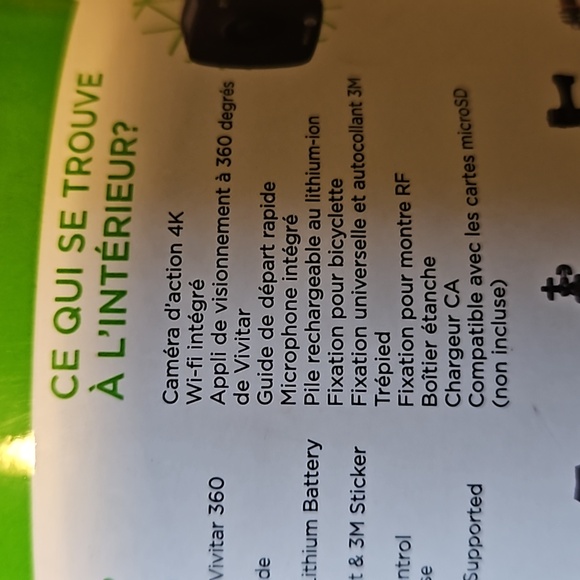 CE QUI SE TROUVE
À L'INTÉRIEUR?
Caméra d'action 4K
Wi-fi intégré
Appli de visionnement à 360 degrés
de Vivitar
Guide de départ rapide
Microphone intégré
Pile rechargeable au lithium-ion
Fixation pour bicyclette
Fixation universelle et autocollant 3M
Trépied
Fixation pour montre RF
Boîtier étanche
Chargeur CA
Compatible avec les cartes microSD
(non incluse)
Vivitar 360
de
Lithium Battery
t & 3M Sticker
ntrol
se
Supported